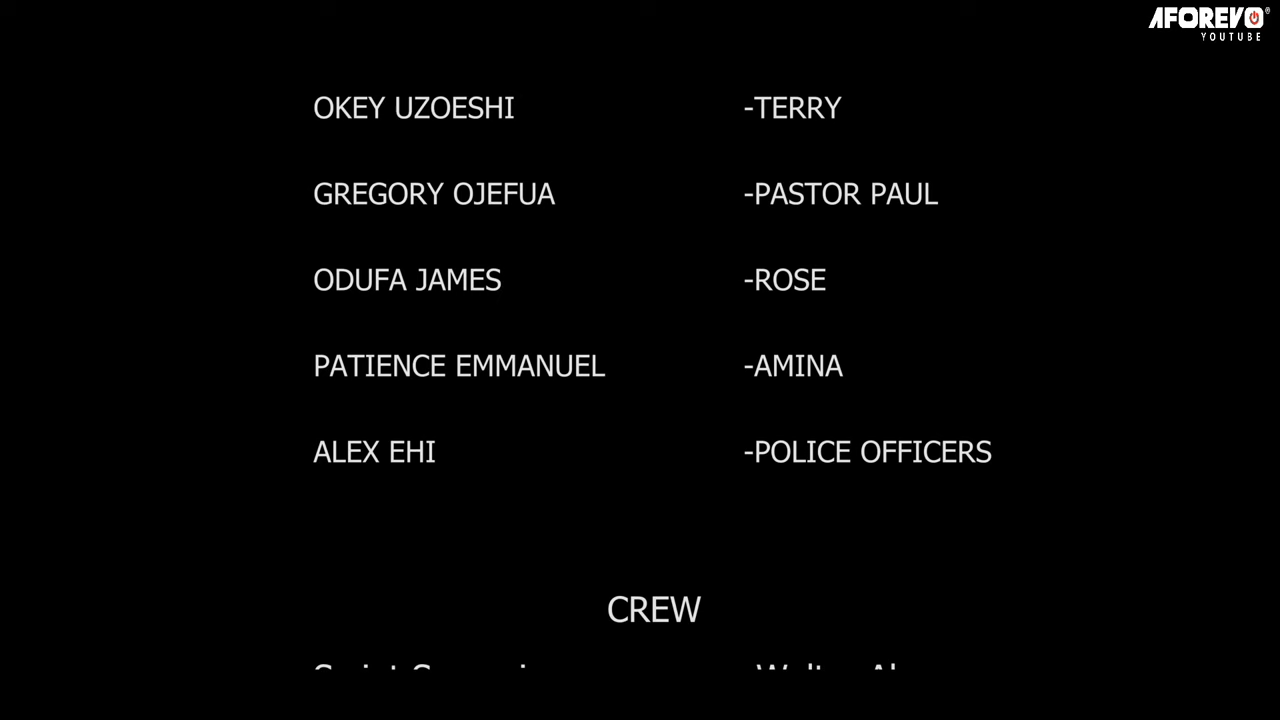 AFOREVO
YOUTUBE
OKEY UZOESHI -TERRY
GREGORY OJEFUA -PASTOR PAUL
ODUFA JAMES -ROSE
PATIENCE EMMANUEL -AMINA
ALEX EHI -POLICE OFFICERS
CREW